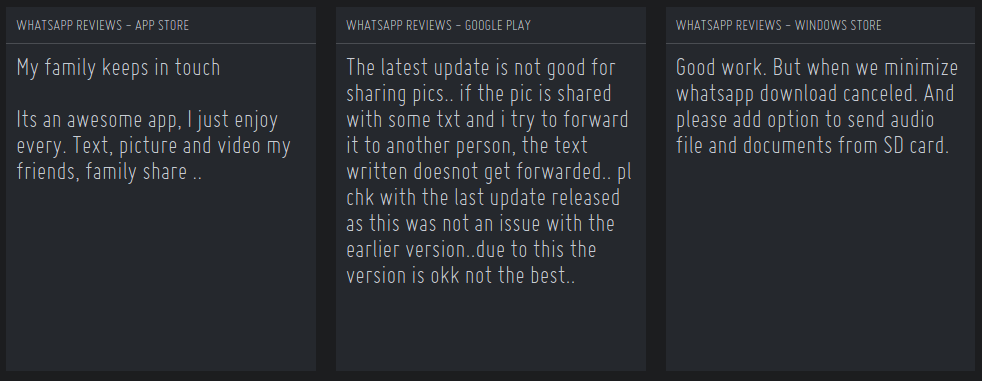 WHATSAPP REVIEWS - APP STORE
My family keeps in touch
Its an awesome app, I just enjoy
every. Text, picture and video my
friends, family share ..
WHATSAPP REVIEWS - GOOGLE PLAY
The latest update is not good for
sharing pics.. if the pic is shared
with some txt and i try to forward
it to another person, the text
written doesnot get forwarded.. pl
chk with the last update released
as this was not an issue with the
earlier version..due to this the
version is okk not the best..
WHATSAPP REVIEWS - WINDOWS STORE
Good work. But when we minimize
whatsapp download canceled. And
please add option to send audio
file and documents from SD card.